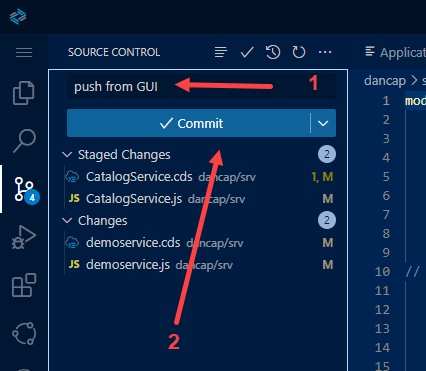 SOURCE CONTROL
Applicat
push from GUI
1
dancap/
Commit
1 mod
2
3
4
5
6
7
8
9
10 //
11
12
13
14
15
Staged Changes 2
CatalogService.cds dancap/srv 1, M
JS CatalogService.js dancap/srv M
Changes 2
4
demoservice.cds dancap/srv M
JS demoservice.js dancap/srv M
2